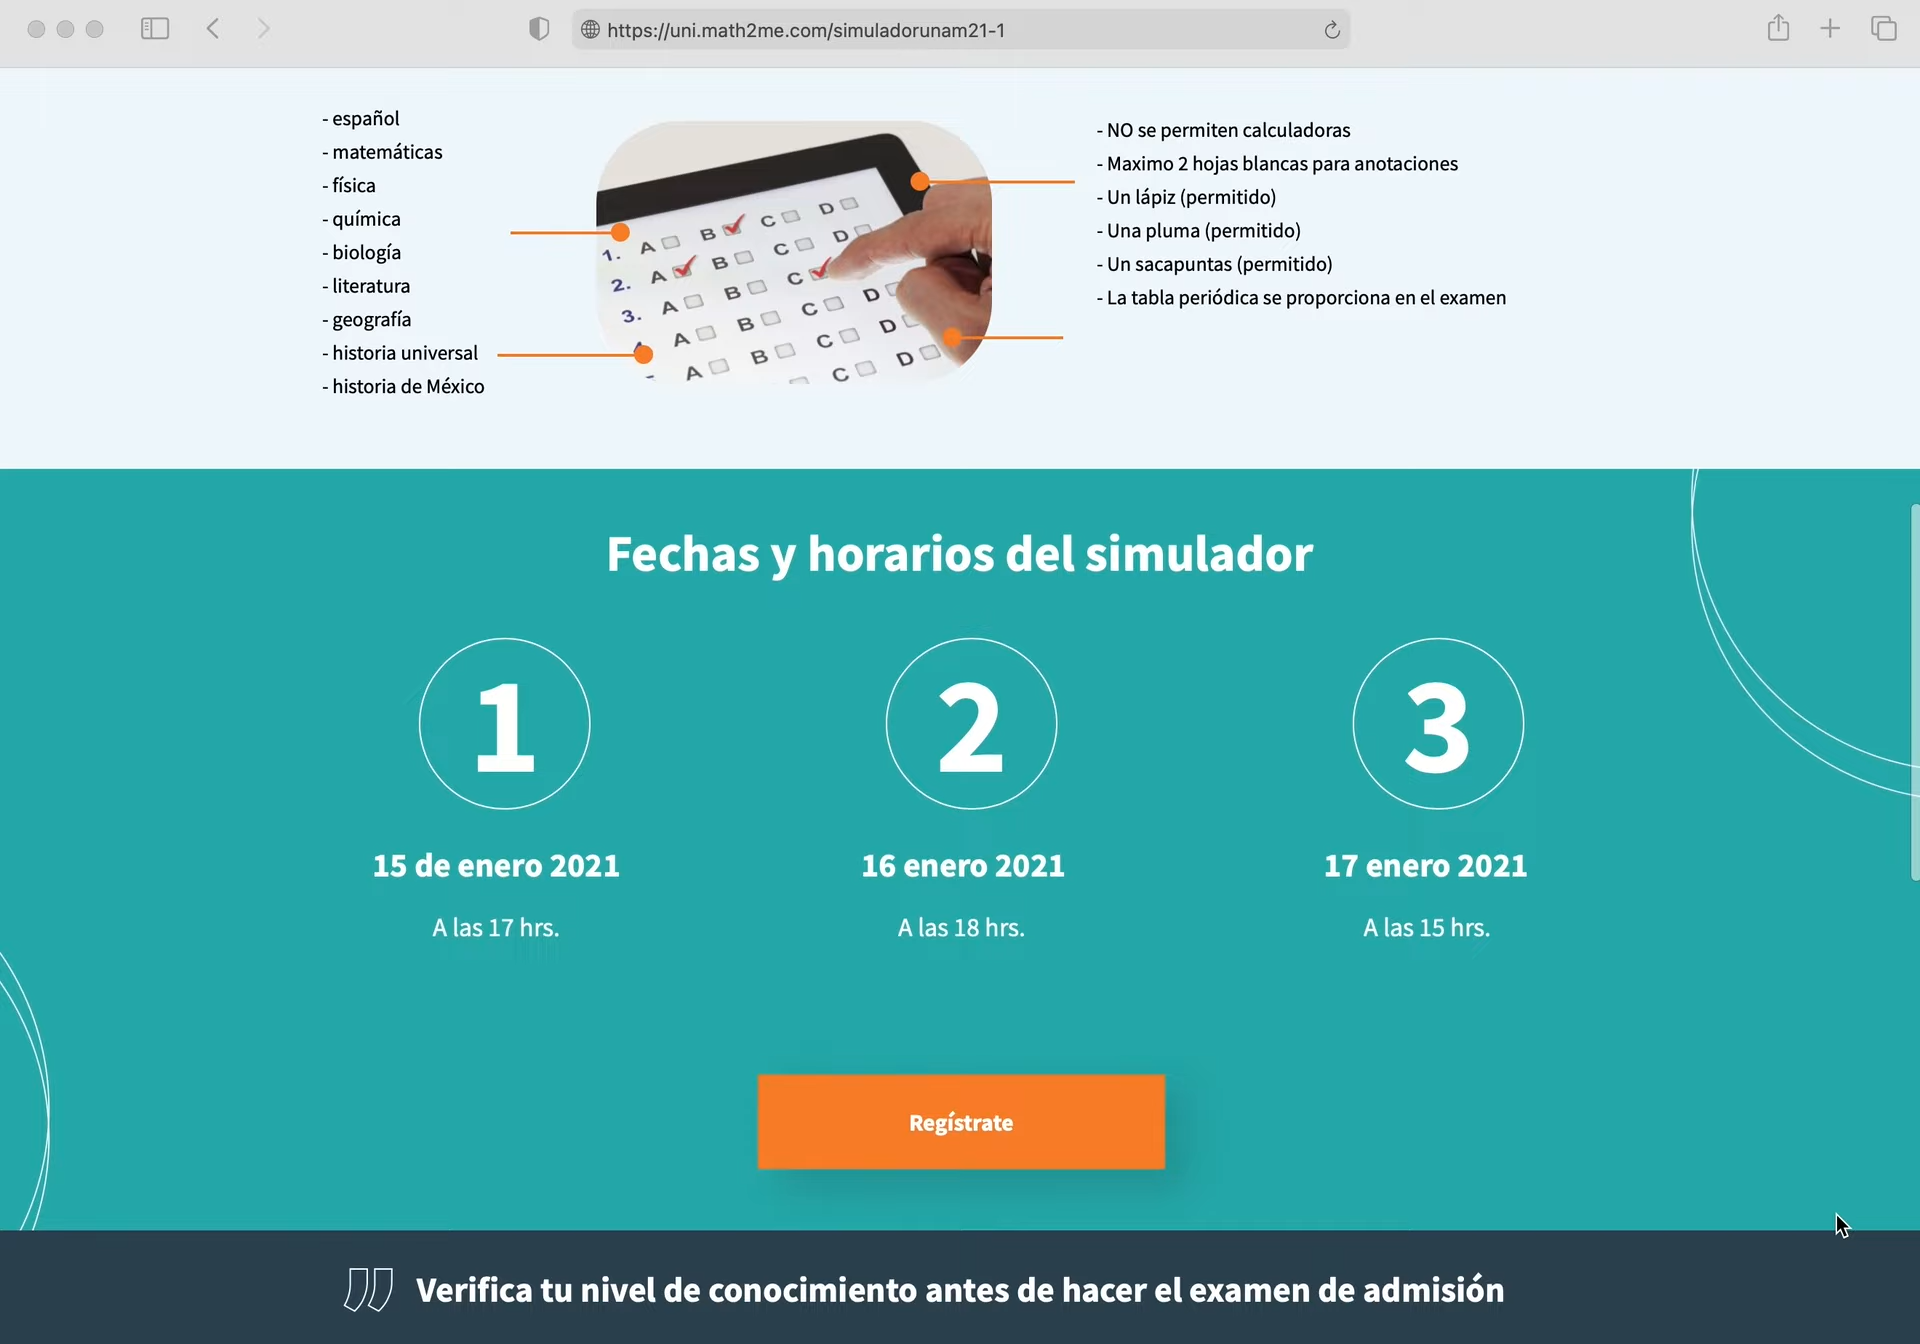 https://uni.math2me.com/simuladorunam21-1
- español
- matemáticas
- física
- química
- biología
- literatura
- geografía
- historia universal
- historia de México
1. A B C D
2. A B C D
3. A B C D
A B C D
A B C D
C
- NO se permiten calculadoras
- Maximo 2 hojas blancas para anotaciones
- Un lápiz (permitido)
- Una pluma (permitido)
- Un sacapuntas (permitido)
- La tabla periódica se proporciona en el examen
Fechas y horarios del simulador
1
2
3
15 de enero 2021
16 enero 2021
17 enero 2021
A las 17 hrs.
A las 18 hrs.
A las 15 hrs.
Regístrate
Verifica tu nivel de conocimiento antes de hacer el examen de admisión